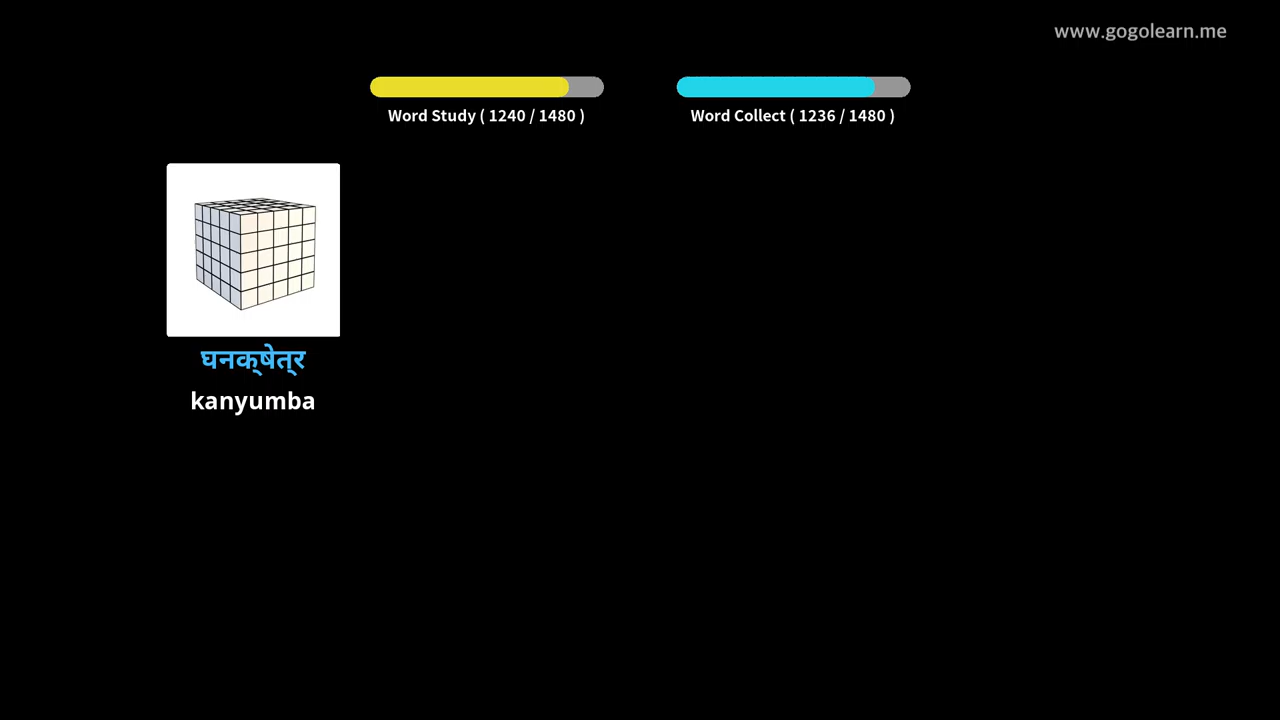 www.gogolearn.me
Word Study ( 1240 / 1480 )
Word Collect ( 1236 / 1480 )
घनक्षेत्र
kanyumba